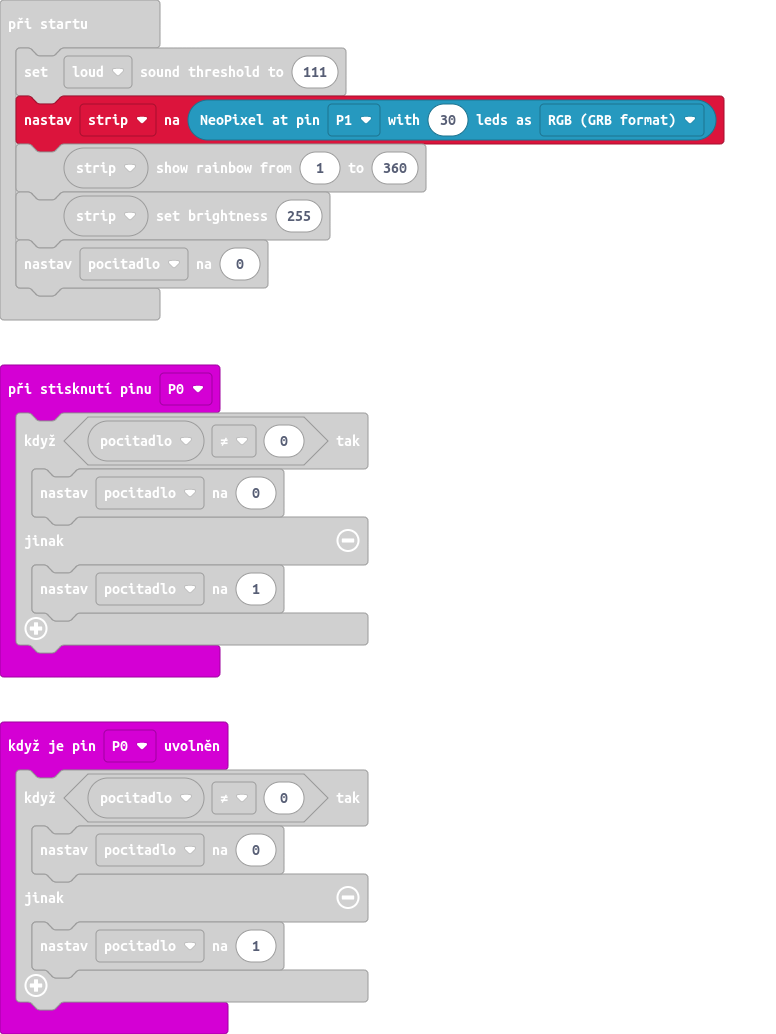 při startu
set loud sound threshold to 111
nastav strip na NeoPixel at pin P1 with 30 leds as RGB (GRB format)
strip show rainbow from 1 to 360
strip set brightness 255
nastav pocitadlo na 0
při stisknutí pinu P0
když pocitadlo ≠ 0 tak
nastav pocitadlo na 0
jinak
nastav pocitadlo na 1
když je pin P0 uvolněn
když pocitadlo ≠ 0 tak
nastav pocitadlo na 0
jinak
nastav pocitadlo na 1